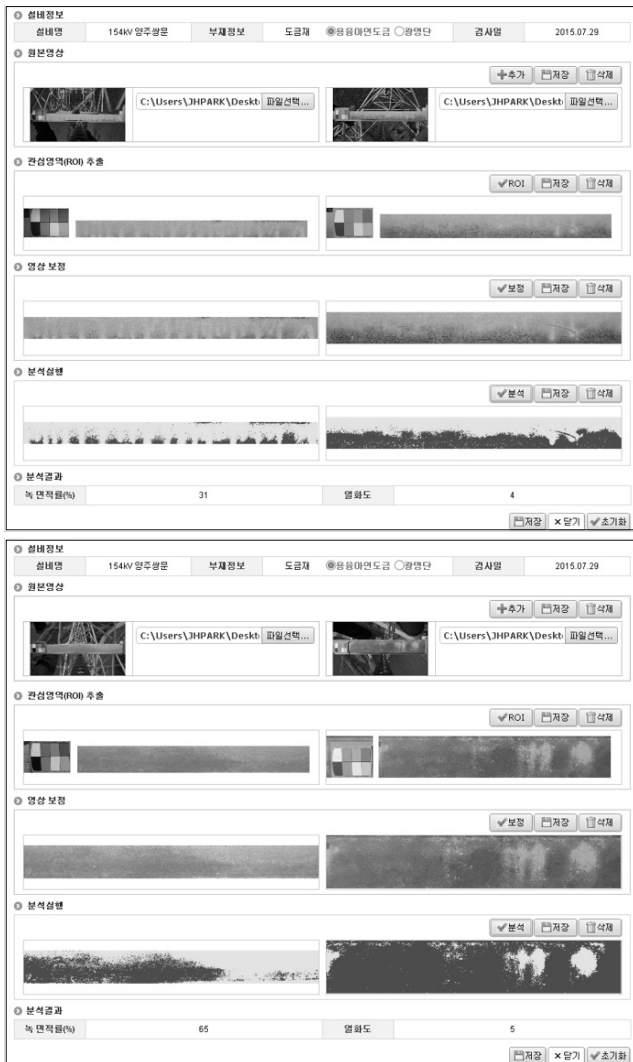 설비정보
설비명 154kV 양주쌍문 부재정보 도금재 용융아연도금 광명단 검사일 2015.07.29
원본영상
추가 저장 삭제
C:\Users\JHPARK\Deskt 파일선택... C:\Users\JHPARK\Deskt 파일선택...
관심영역(ROI) 추출
ROI 저장 삭제
영상 보정
보정 저장 삭제
분석실행
분석 저장 삭제
분석결과
녹 면적률(%) 31 열화도 4
저장 닫기 초기화
설비정보
설비명 154kV 양주쌍문 부재정보 도금재 용융아연도금 광명단 검사일 2015.07.29
원본영상
추가 저장 삭제
C:\Users\JHPARK\Deskt 파일선택... C:\Users\JHPARK\Deskt 파일선택...
관심영역(ROI) 추출
ROI 저장 삭제
영상 보정
보정 저장 삭제
분석실행
분석 저장 삭제
분석결과
녹 면적률(%) 65 열화도 5
저장 닫기 초기화